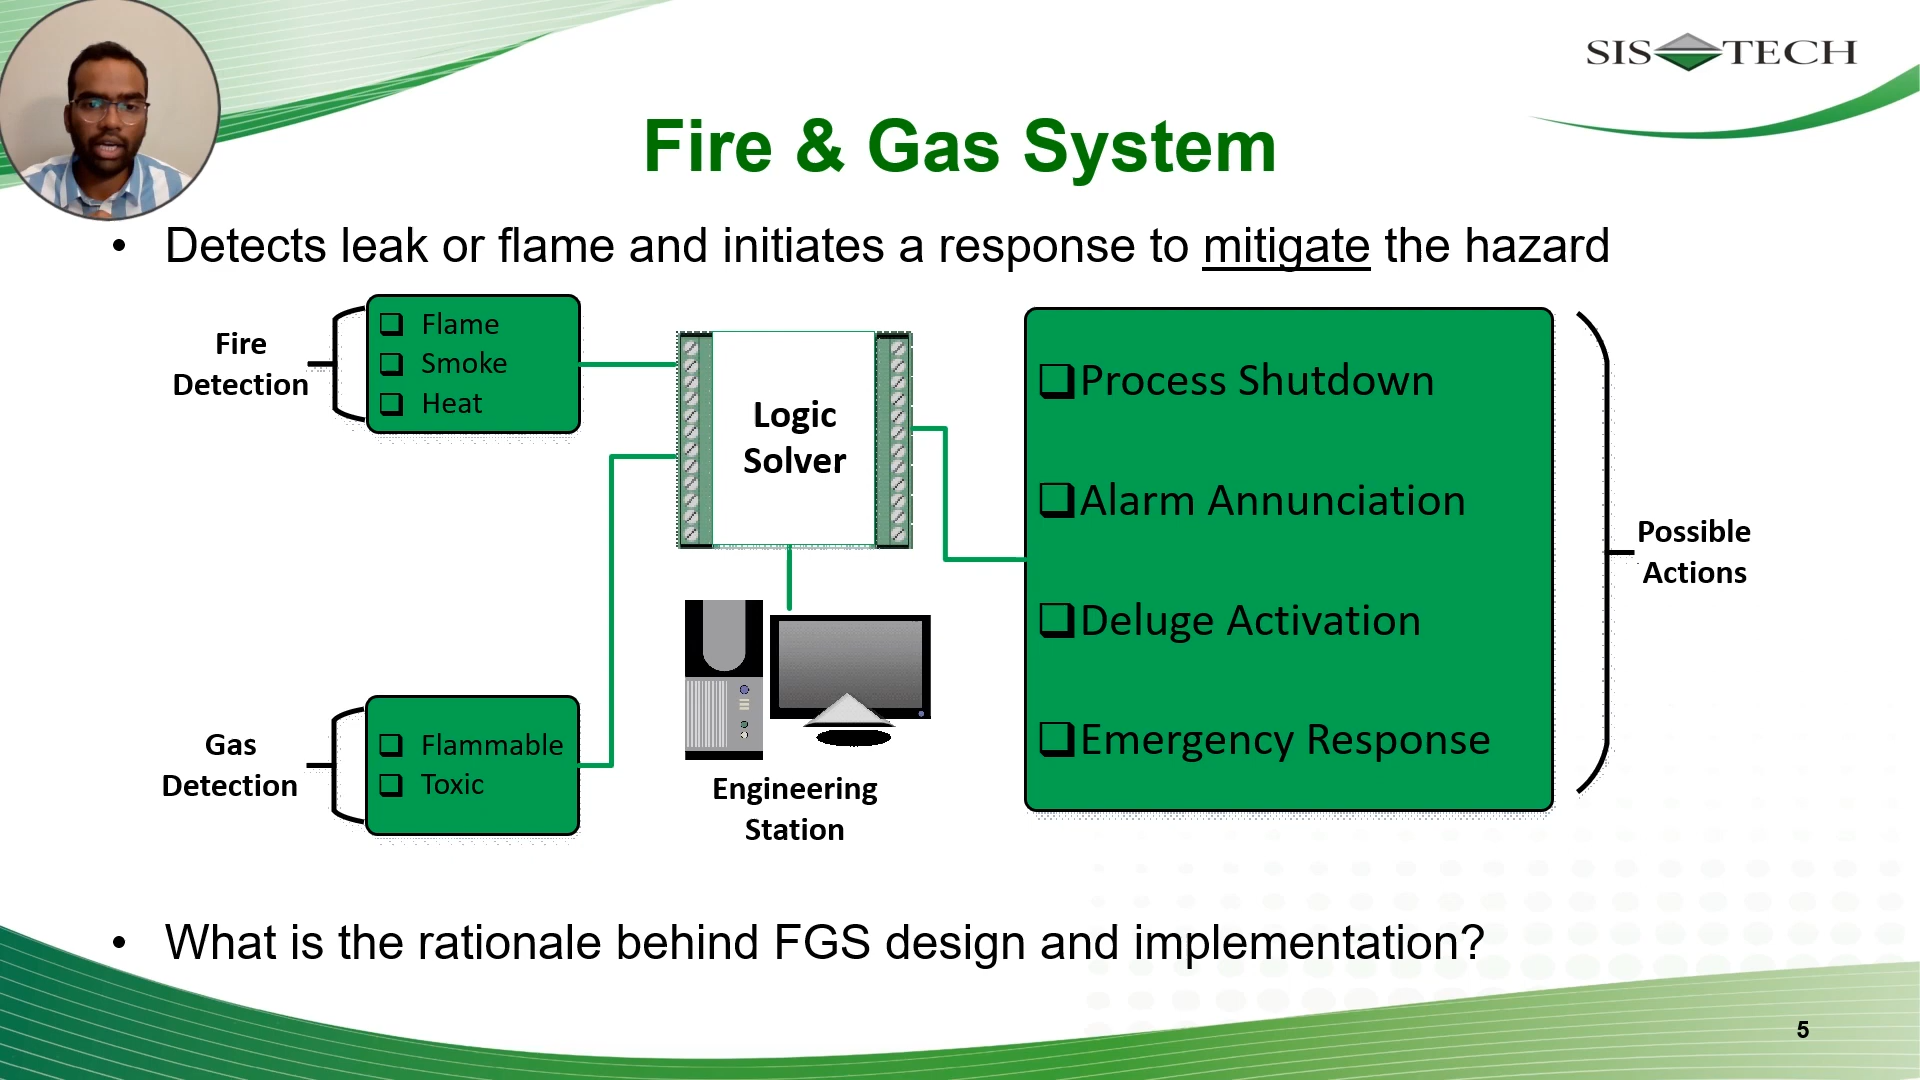 SIS TECH
Fire & Gas System
• Detects leak or flame and initiates a response to mitigate the hazard
Fire
Detection
❑ Flame
❑ Smoke
❑ Heat
Logic
Solver
❑Process Shutdown
❑Alarm Annunciation
❑Deluge Activation
❑Emergency Response
Possible
Actions
Gas
Detection
❑ Flammable
❑ Toxic
Engineering
Station
• What is the rationale behind FGS design and implementation?
5